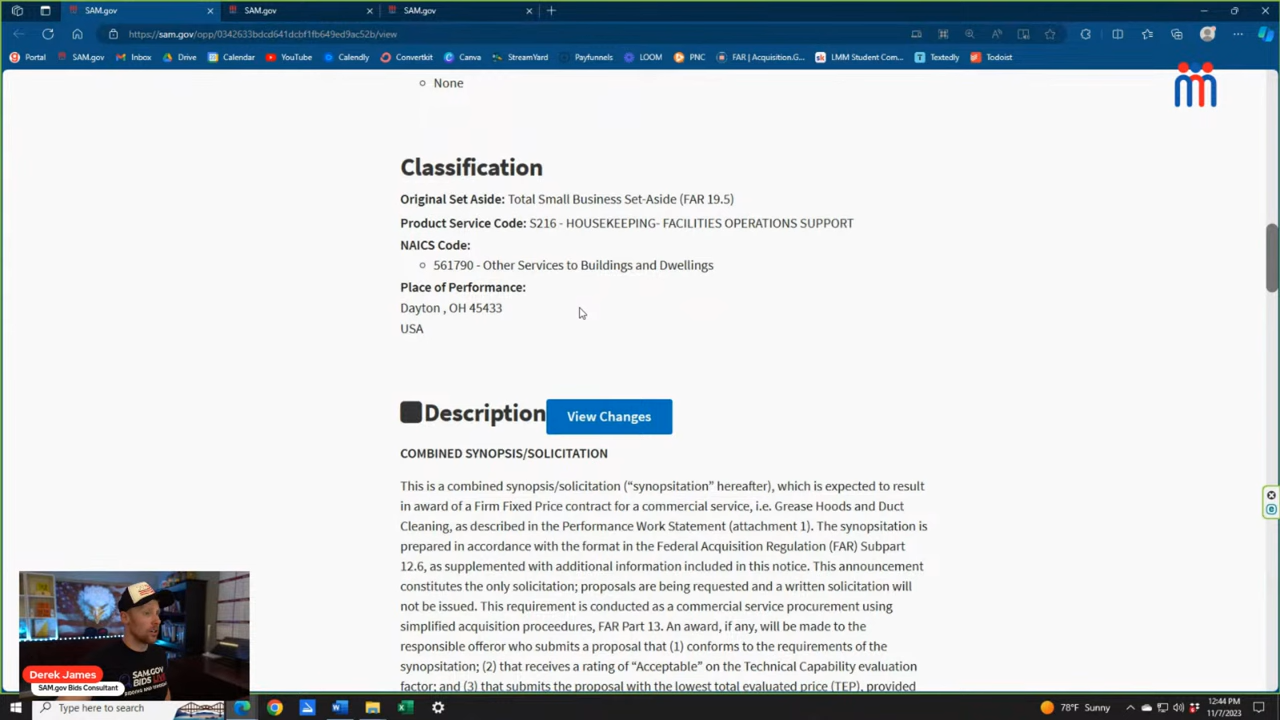 SAM.gov
SAM.gov
SAM.gov
https://sam.gov/opp/0342633bdcd641dcbf1fb649ed9ac52b/view
Portal
SAM.gov
Inbox
Drive
Calendar
YouTube
Calendly
Convertkit
Canva
StreamYard
Payfunnels
LOOM
PNC
FAR | Acquisition.G...
LMM Student Com...
Textedly
Todoist
None
Classification
Original Set Aside: Total Small Business Set-Aside (FAR 19.5)
Product Service Code: S216 - HOUSEKEEPING- FACILITIES OPERATIONS SUPPORT
NAICS Code:
561790 - Other Services to Buildings and Dwellings
Place of Performance:
Dayton , OH 45433
USA
Description
View Changes
COMBINED SYNOPSIS/SOLICITATION
This is a combined synopsis/solicitation (“synopsitation” hereafter), which is expected to result
in award of a Firm Fixed Price contract for a commercial service, i.e. Grease Hoods and Duct
Cleaning, as described in the Performance Work Statement (attachment 1). The synopsitation is
prepared in accordance with the format in the Federal Acquisition Regulation (FAR) Subpart
12.6, as supplemented with additional information included in this notice. This announcement
constitutes the only solicitation; proposals are being requested and a written solicitation will
not be issued. This requirement is conducted as a commercial service procurement using
simplified acquisition proceedures, FAR Part 13. An award, if any, will be made to the
responsible offeror who submits a proposal that (1) conforms to the requirements of the
synopsitation; (2) that receives a rating of “Acceptable” on the Technical Capability evaluation
factor; and (3) that submits the proposal with the lowest total evaluated price (TEP), provided
SAM.GOV
BIDS LIVE
Derek James
SAM.gov Bids Consultant
Type here to search
78°F Sunny
12:44 PM
11/7/2023